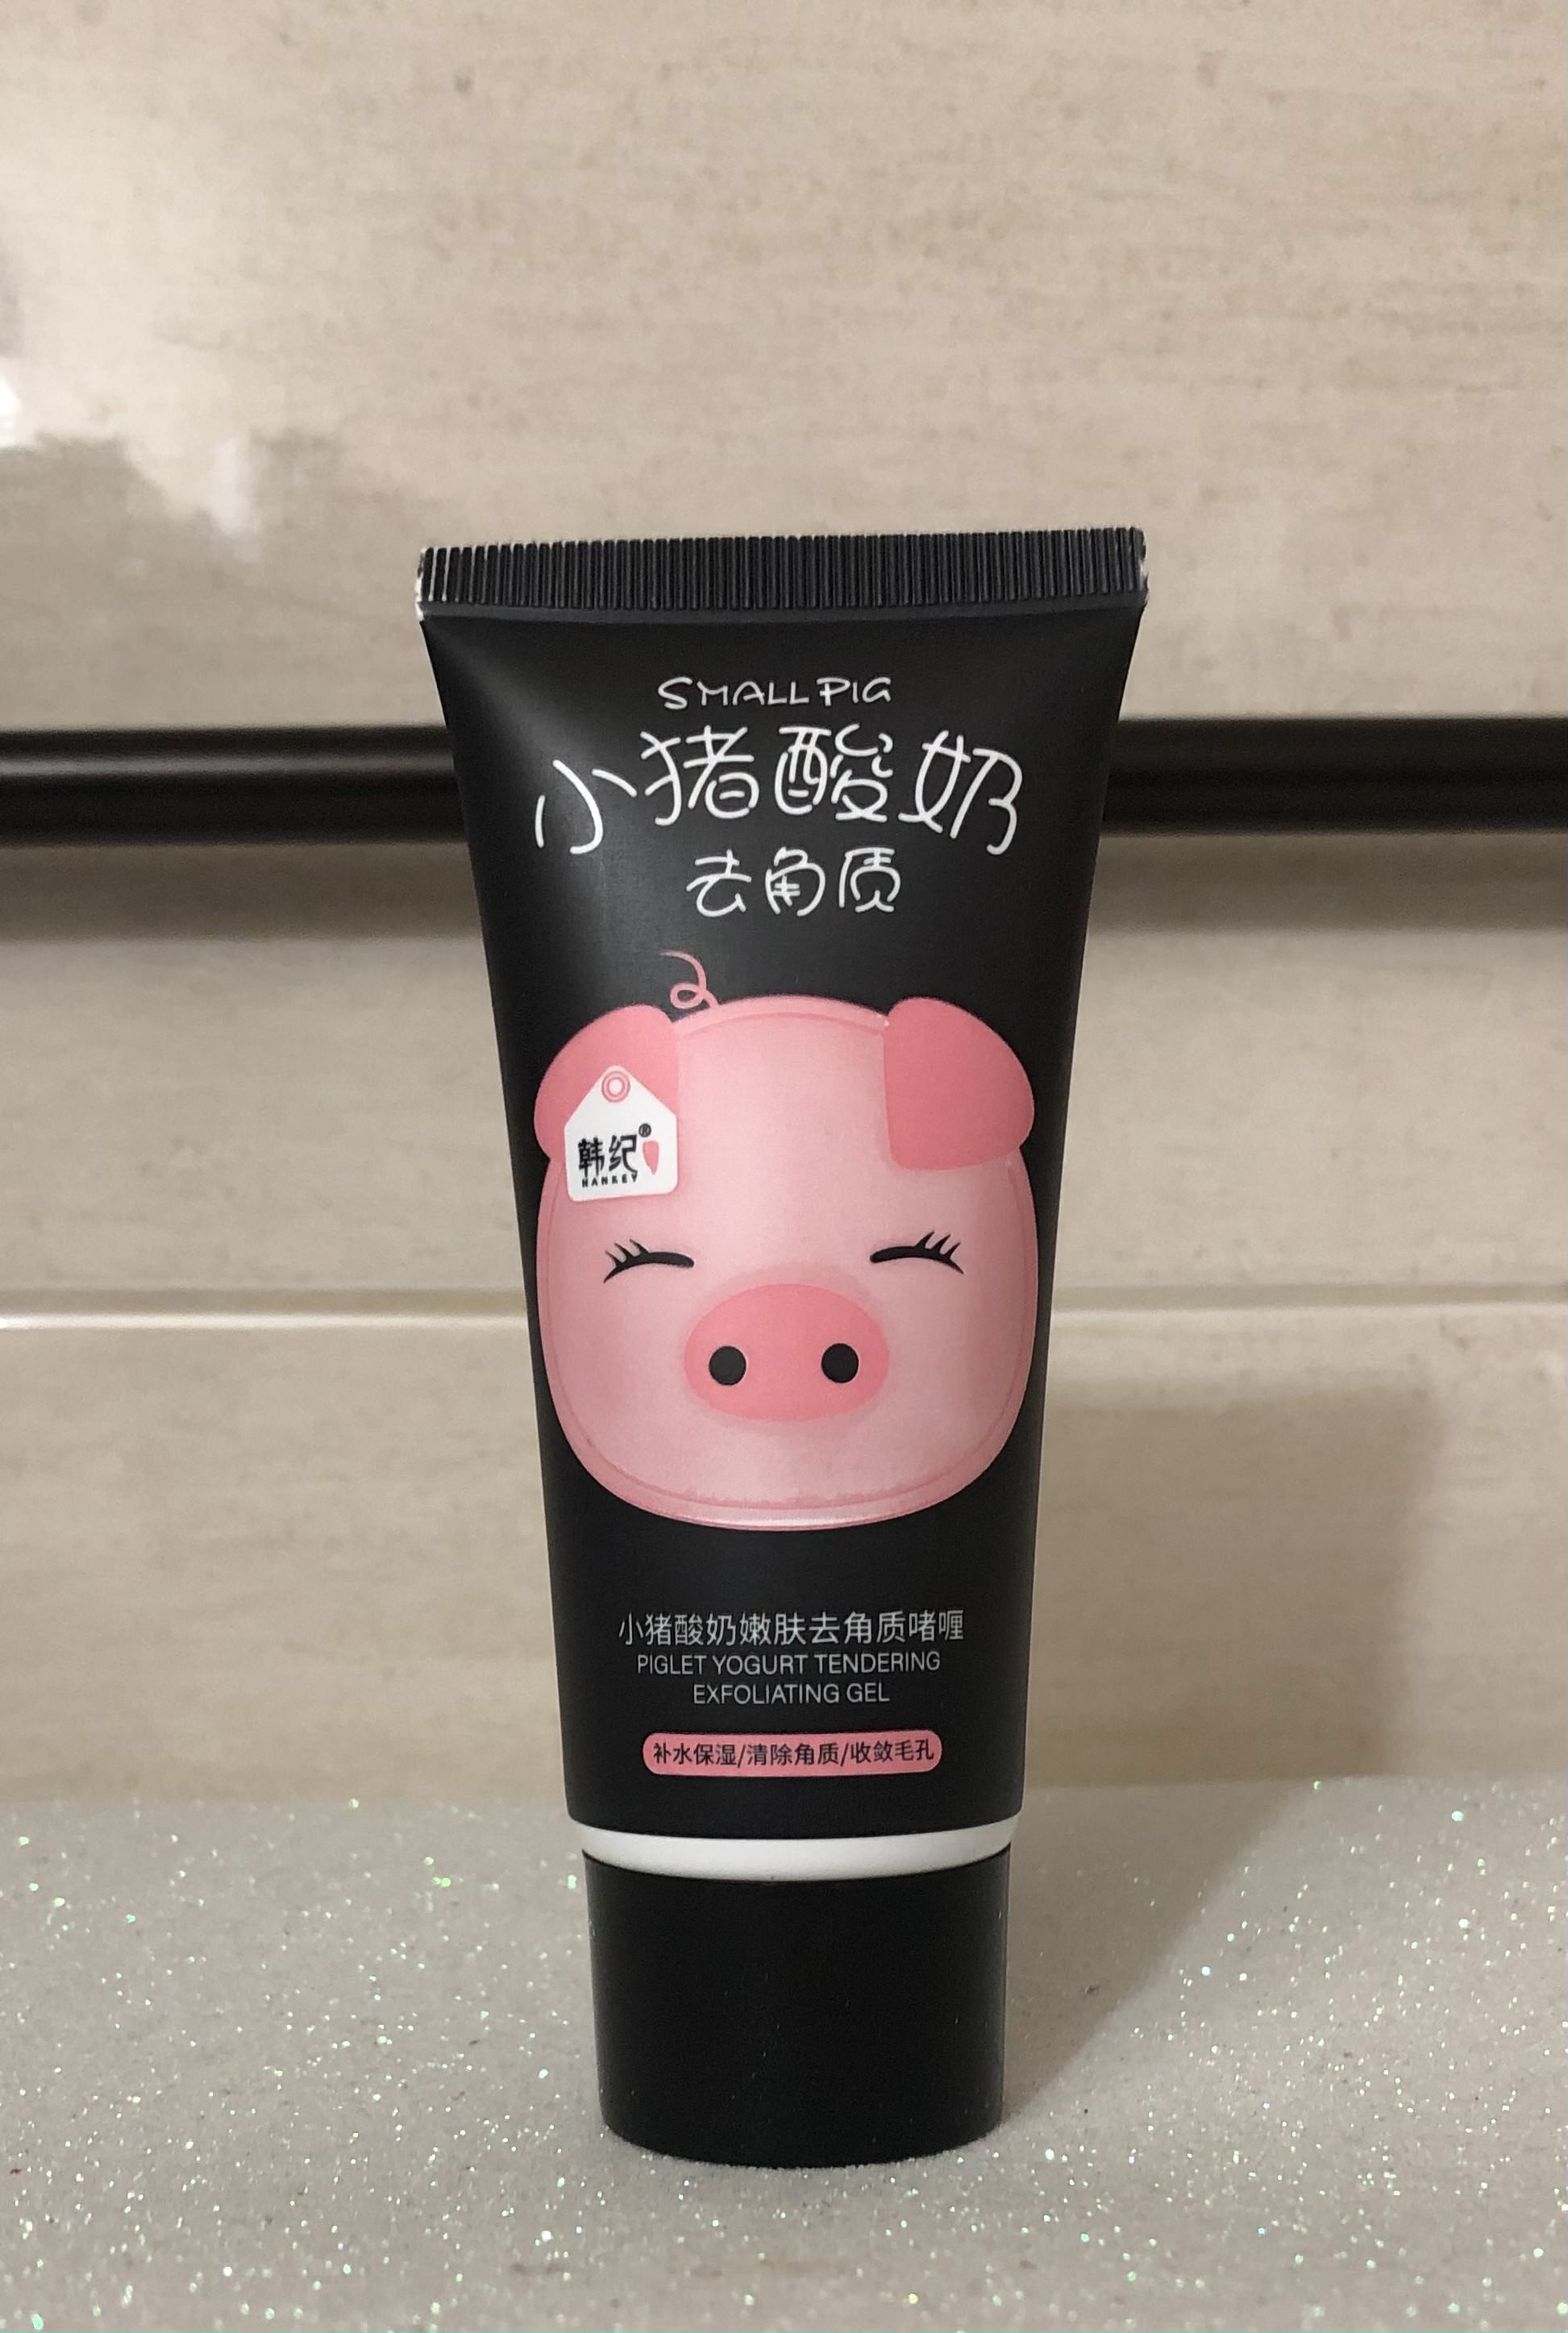 SMALL PIG
小猪酸奶
去角质
韩纪®
HANKEY
小猪酸奶嫩肤去角质啫喱
PIGLET YOGURT TENDERING
EXFOLIATING GEL
补水保湿/清除角质/收敛毛孔